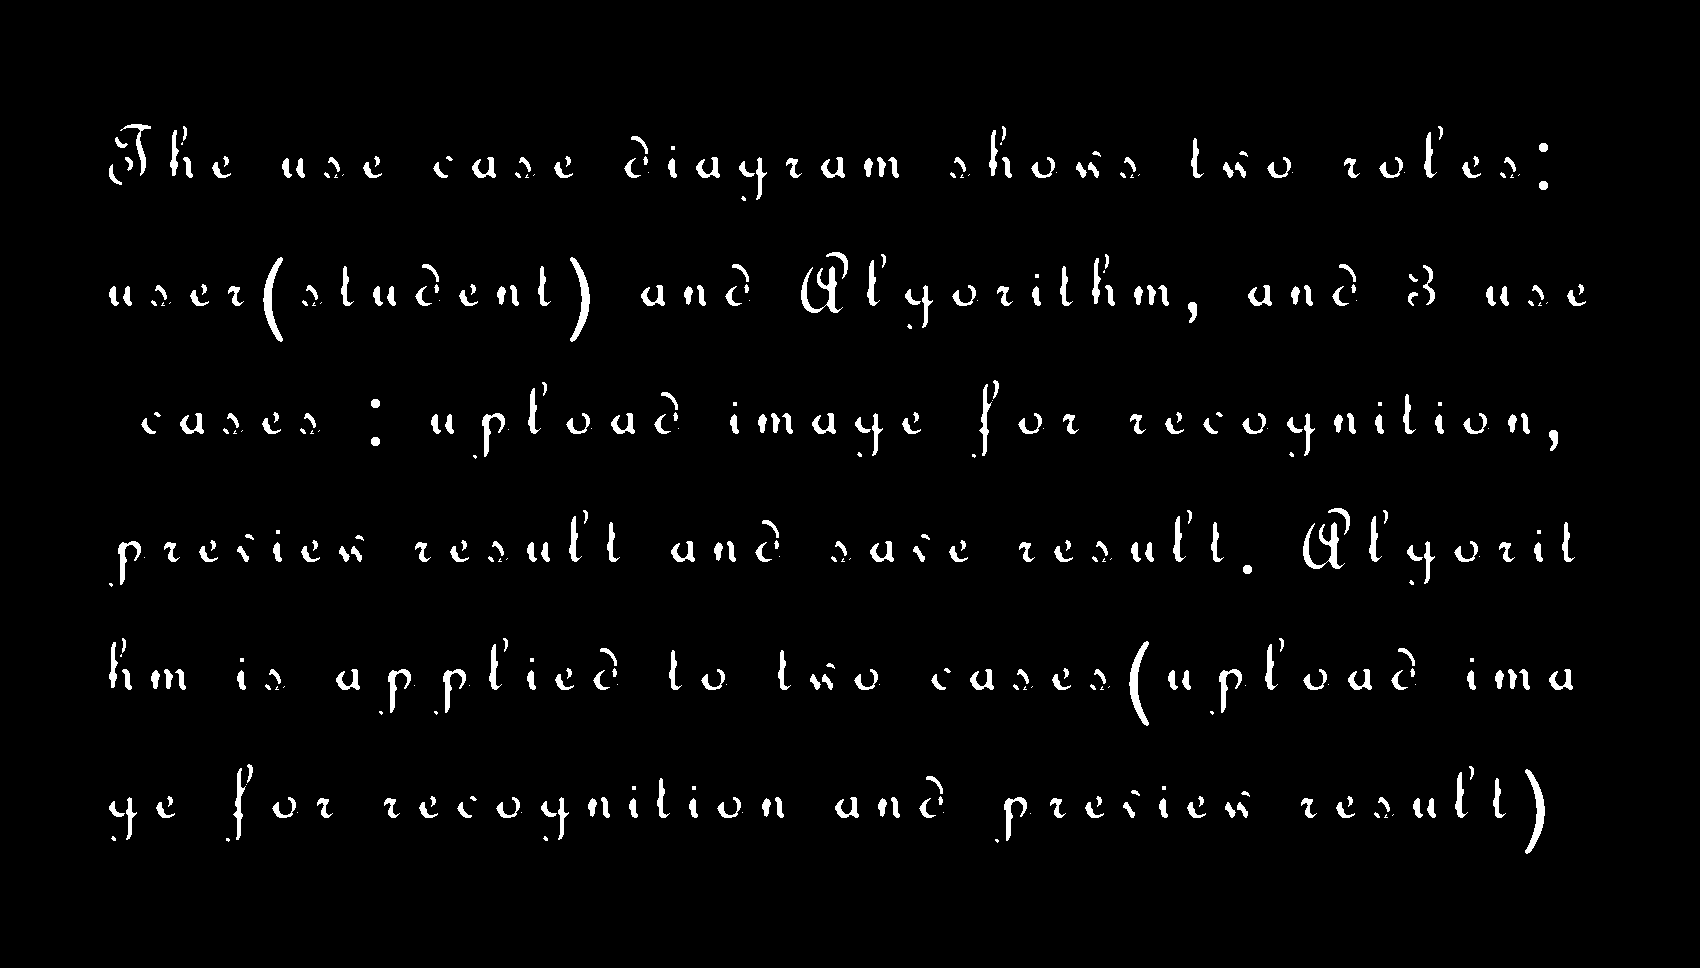 The use case diagram shows two roles:
user(student) and Algorithm, and 3 use
cases : upload image for recognition,
preview result and save result. Algorit
hm is applied to two cases(upload ima
ge for recognition and preview result)